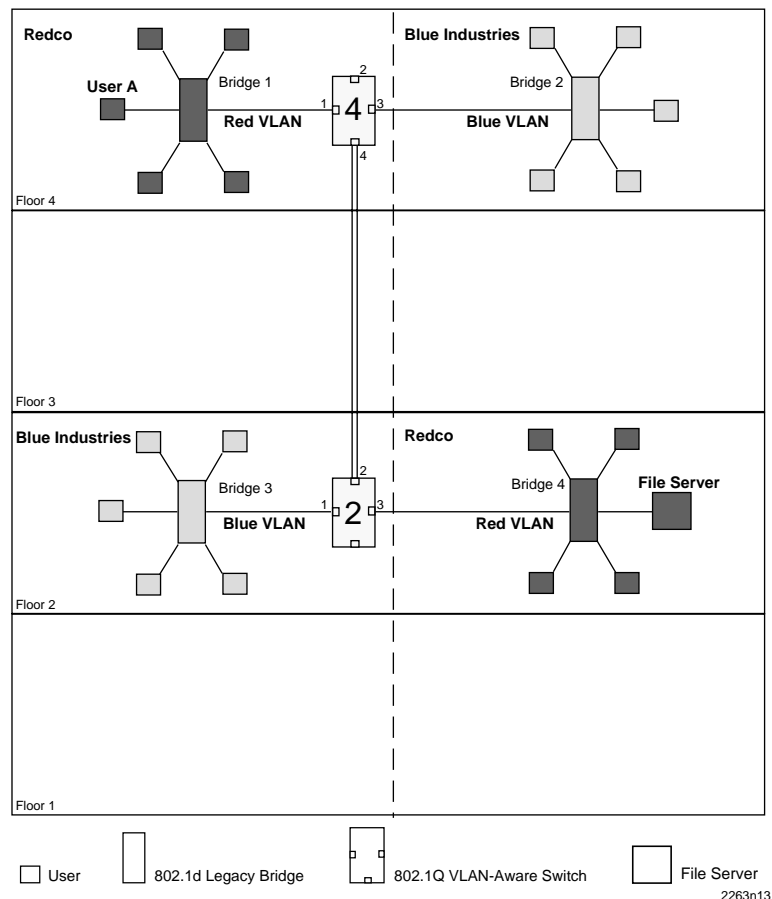 Redco
Blue Industries
2
User A
Bridge 1
Bridge 2
1
4
3
Red VLAN
Blue VLAN
4
Floor 4
Floor 3
Blue Industries
Redco
2
Bridge 3
Bridge 4
File Server
1
2
3
Blue VLAN
Red VLAN
Floor 2
Floor 1
User
802.1d Legacy Bridge
802.1Q VLAN-Aware Switch
File Server
2263n13